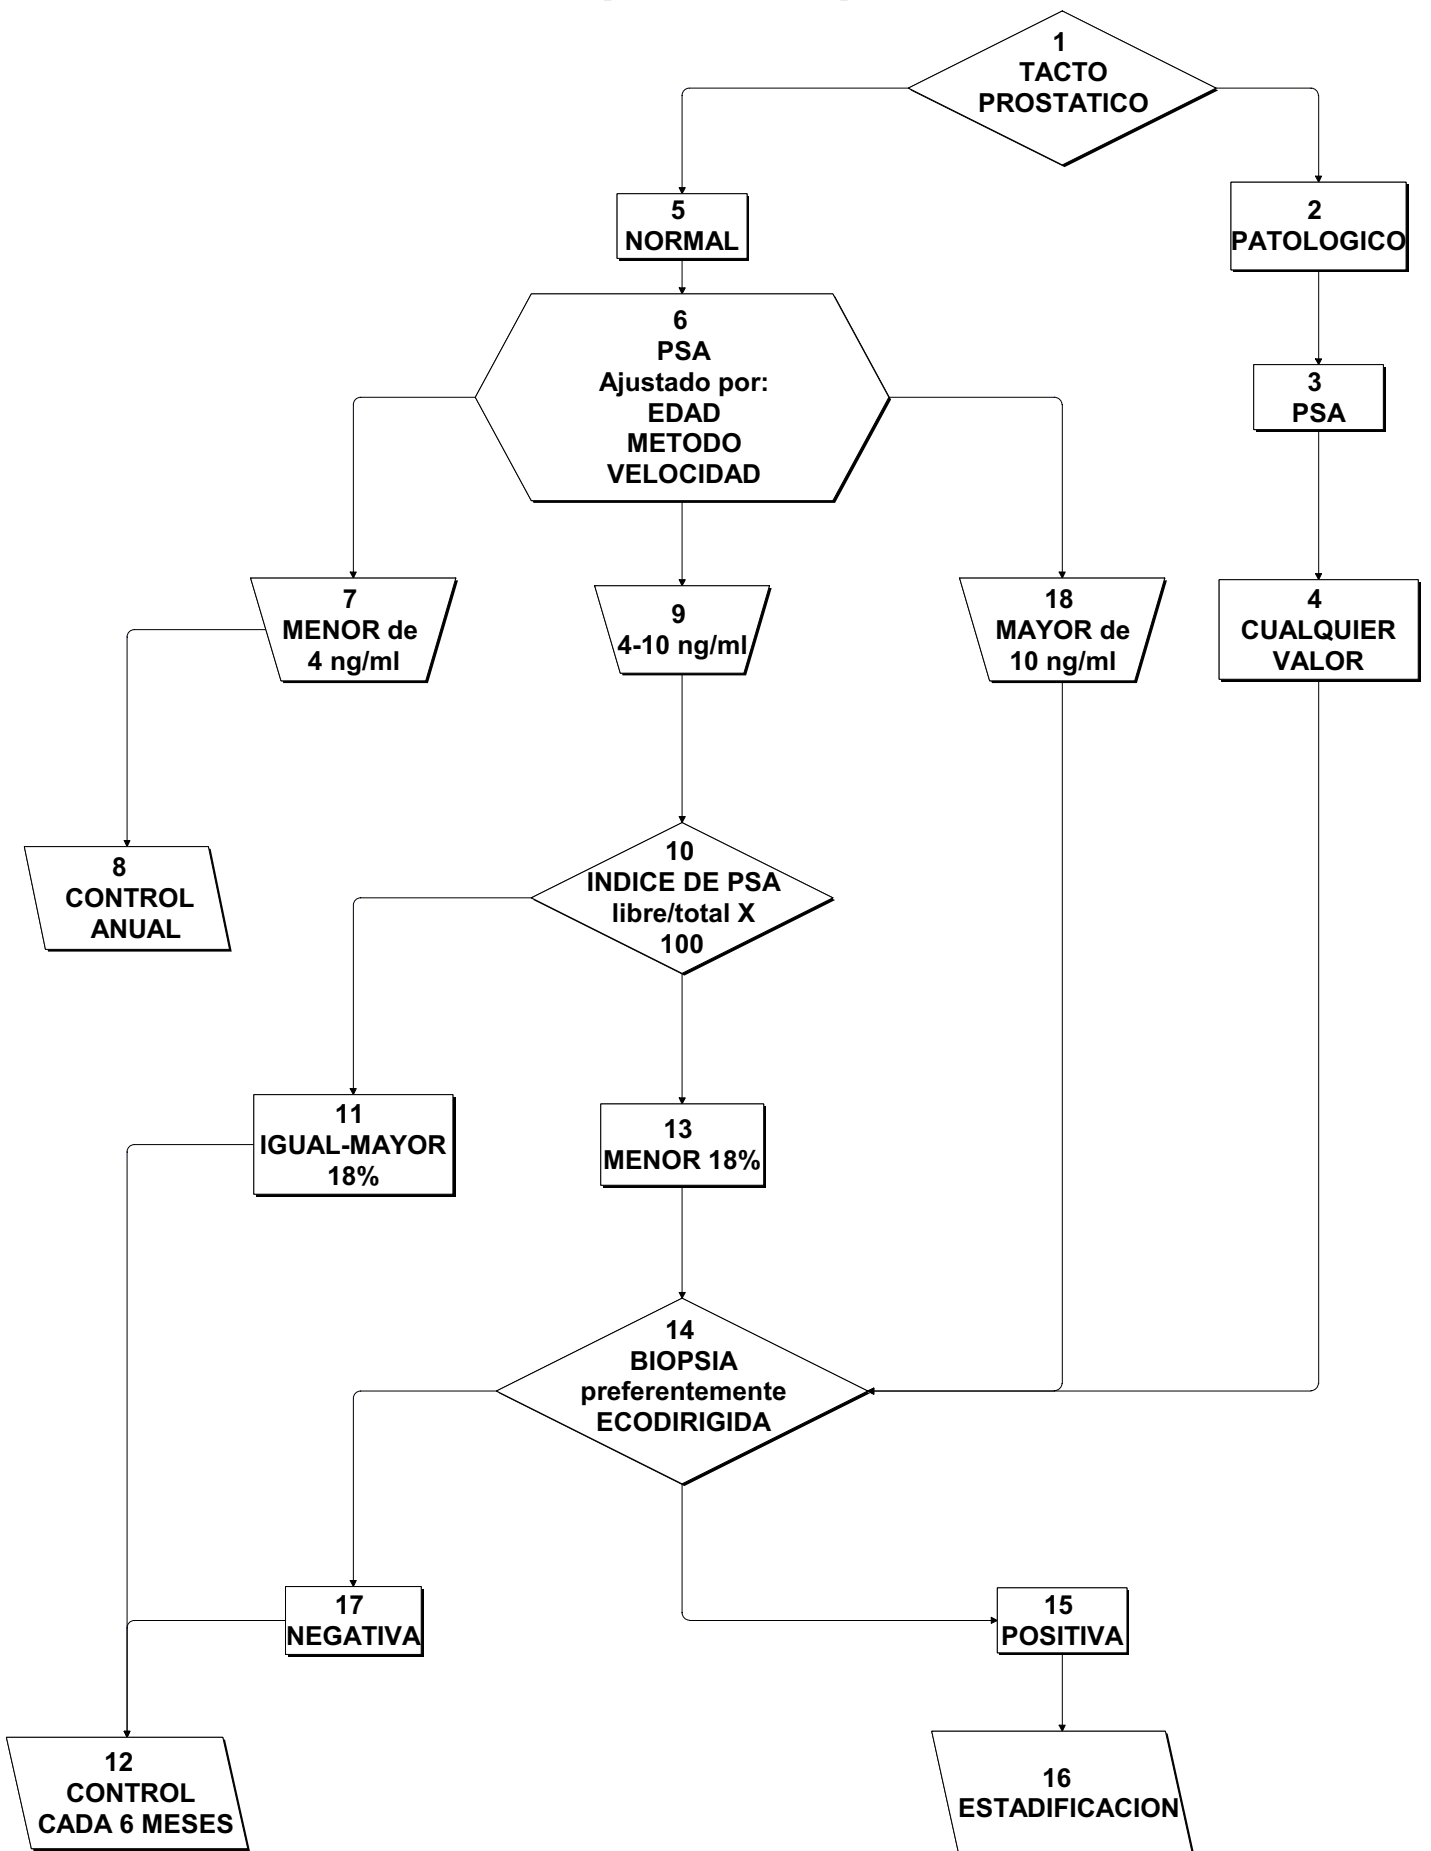 1
TACTO
PROSTATICO
5
NORMAL
2
PATOLOGICO
6
PSA
Ajustado por:
EDAD
METODO
VELOCIDAD
3
PSA
7
MENOR de
4 ng/ml
9
4-10 ng/ml
18
MAYOR de
10 ng/ml
4
CUALQUIER
VALOR
8
CONTROL
ANUAL
10
INDICE DE PSA
libre/total X
100
11
IGUAL-MAYOR
18%
13
MENOR 18%
14
BIOPSIA
preferentemente
ECODIRIGIDA
17
NEGATIVA
15
POSITIVA
12
CONTROL
CADA 6 MESES
16
ESTADIFICACION